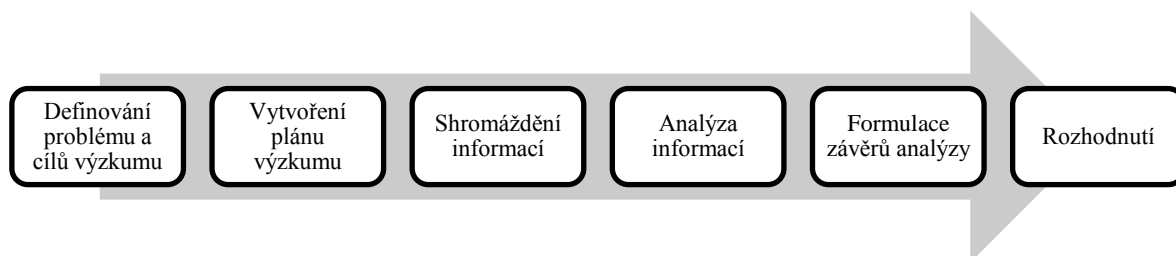 Definování
problému a
cílů výzkumu
Vytvoření
plánu
výzkumu
Shromáždění
informací
Analýza
informací
Formulace
závěrů analýzy
Rozhodnutí